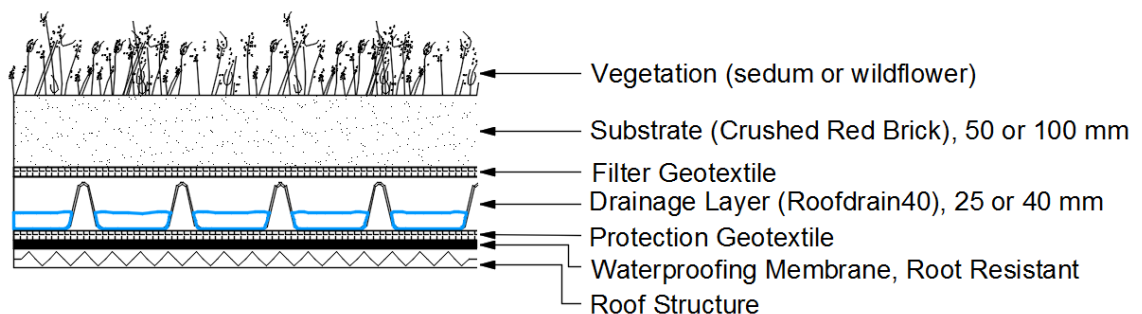 Vegetation (sedum or wildflower)
Substrate (Crushed Red Brick), 50 or 100 mm
Filter Geotextile
Drainage Layer (Roofdrain40), 25 or 40 mm
Protection Geotextile
Waterproofing Membrane, Root Resistant
Roof Structure